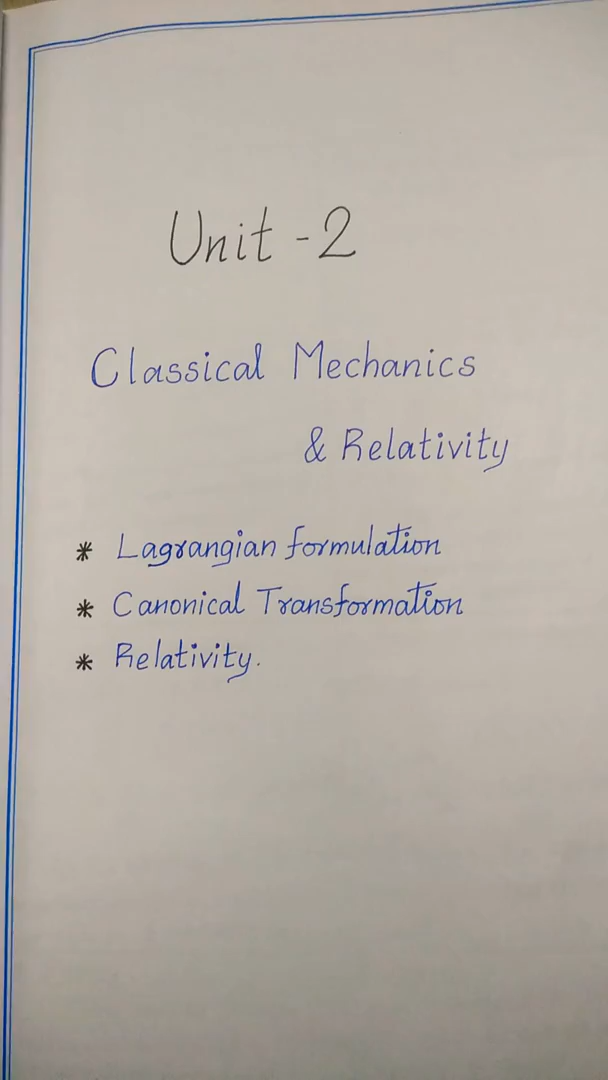 Unit - 2
Classical Mechanics
& Relativity
* Lagrangian formulation
* Canonical Transformation
* Relativity.